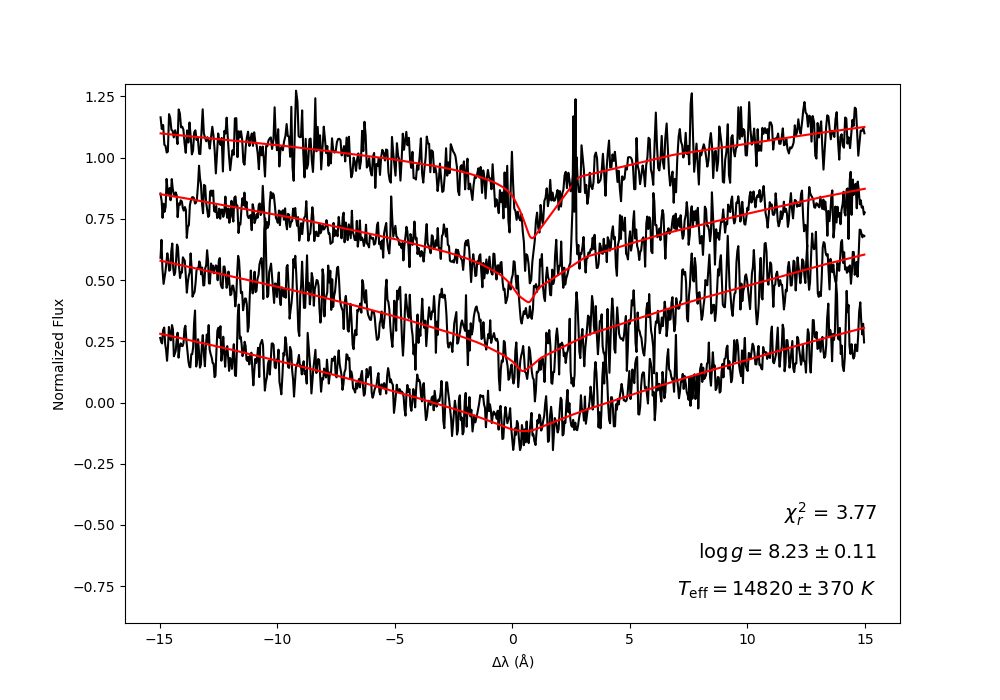 1.25
1.00
0.75
0.50
0.25
0.00
−0.25
−0.50
−0.75
Normalized Flux
χ²ᵣ = 3.77
log g = 8.23 ± 0.11
T_eff = 14820 ± 370 K
−15 −10 −5 0 5 10 15
Δλ (Å)